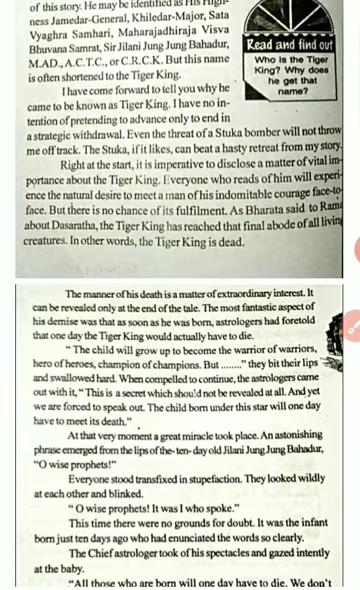 of this story. He may be identified as His High-
ness Jamedar-General, Khiledar-Major, Sata
Vyaghra Samhari, Maharajadhiraja Visva
Bhuvana Samrat, Sir Jilani Jung Jung Bahadur,
M.AD., A.C.T.C., or C.R.C.K. But this name
is often shortened to the Tiger King.
I have come forward to tell you why he
came to be known as Tiger King. I have no in-
tention of pretending to advance only to end in
a strategic withdrawal. Even the threat of a Stuka bomber will not throw
me off track. The Stuka, if it likes, can beat a hasty retreat from my story.
Right at the start, it is imperative to disclose a matter of vital im-
portance about the Tiger King. Everyone who reads of him will experi-
ence the natural desire to meet a man of his indomitable courage face-to-
face. But there is no chance of its fulfilment. As Bharata said to Rama
about Dasaratha, the Tiger King has reached that final abode of all living
creatures. In other words, the Tiger King is dead.
Read and find out
Who is the Tiger
King? Why does
he get that
name?
The manner of his death is a matter of extraordinary interest. It
can be revealed only at the end of the tale. The most fantastic aspect of
his demise was that as soon as he was born, astrologers had foretold
that one day the Tiger King would actually have to die.
" The child will grow up to become the warrior of warriors,
hero of heroes, champion of champions. But ........" they bit their lips
and swallowed hard. When compelled to continue, the astrologers came
out with it, " This is a secret which should not be revealed at all. And yet
we are forced to speak out. The child born under this star will one day
have to meet its death."
At that very moment a great miracle took place. An astonishing
phrase emerged from the lips of the- ten- day old Jilani Jung Jung Bahadur,
"O wise prophets!"
Everyone stood transfixed in stupefaction. They looked wildly
at each other and blinked.
" O wise prophets! It was I who spoke."
This time there were no grounds for doubt. It was the infant
born just ten days ago who had enunciated the words so clearly.
The Chief astrologer took of his spectacles and gazed intently
at the baby.
"All those who are born will one day have to die. We don't